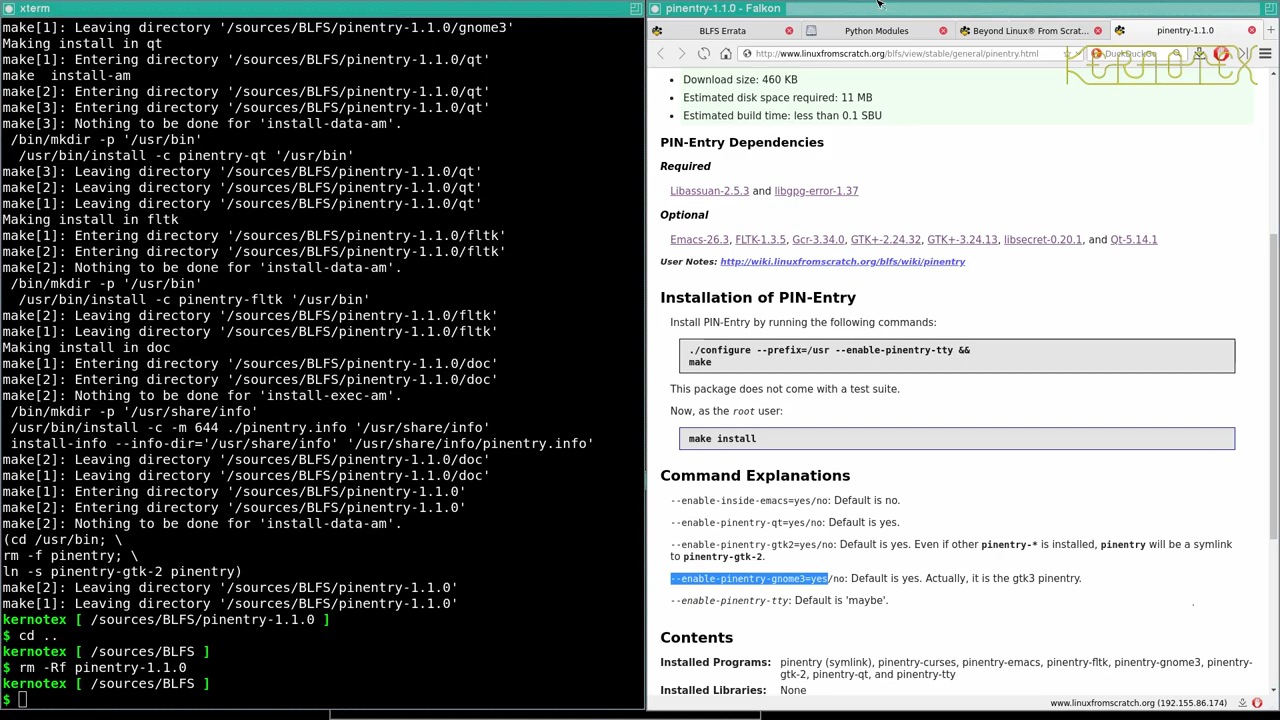 xterm
make[1]: Leaving directory '/sources/BLFS/pinentry-1.1.0/gnome3'
Making install in qt
make[1]: Entering directory '/sources/BLFS/pinentry-1.1.0/qt'
make  install-am
make[2]: Entering directory '/sources/BLFS/pinentry-1.1.0/qt'
make[3]: Entering directory '/sources/BLFS/pinentry-1.1.0/qt'
make[3]: Nothing to be done for 'install-data-am'.
/bin/mkdir -p '/usr/bin'
/usr/bin/install -c pinentry-qt '/usr/bin'
make[3]: Leaving directory '/sources/BLFS/pinentry-1.1.0/qt'
make[2]: Leaving directory '/sources/BLFS/pinentry-1.1.0/qt'
make[1]: Leaving directory '/sources/BLFS/pinentry-1.1.0/qt'
Making install in fltk
make[1]: Entering directory '/sources/BLFS/pinentry-1.1.0/fltk'
make[2]: Entering directory '/sources/BLFS/pinentry-1.1.0/fltk'
make[2]: Nothing to be done for 'install-data-am'.
/bin/mkdir -p '/usr/bin'
/usr/bin/install -c pinentry-fltk '/usr/bin'
make[2]: Leaving directory '/sources/BLFS/pinentry-1.1.0/fltk'
make[1]: Leaving directory '/sources/BLFS/pinentry-1.1.0/fltk'
Making install in doc
make[1]: Entering directory '/sources/BLFS/pinentry-1.1.0/doc'
make[2]: Entering directory '/sources/BLFS/pinentry-1.1.0/doc'
make[2]: Nothing to be done for 'install-exec-am'.
/bin/mkdir -p '/usr/share/info'
/usr/bin/install -c -m 644 ./pinentry.info '/usr/share/info'
install-info --info-dir='/usr/share/info' '/usr/share/info/pinentry.info'
make[2]: Leaving directory '/sources/BLFS/pinentry-1.1.0/doc'
make[1]: Leaving directory '/sources/BLFS/pinentry-1.1.0/doc'
make[1]: Entering directory '/sources/BLFS/pinentry-1.1.0'
make[2]: Entering directory '/sources/BLFS/pinentry-1.1.0'
make[2]: Nothing to be done for 'install-data-am'.
(cd /usr/bin; \
rm -f pinentry; \
ln -s pinentry-gtk-2 pinentry)
make[2]: Leaving directory '/sources/BLFS/pinentry-1.1.0'
make[1]: Leaving directory '/sources/BLFS/pinentry-1.1.0'
kernotex [ /sources/BLFS/pinentry-1.1.0 ]
$ cd ..
kernotex [ /sources/BLFS ]
$ rm -Rf pinentry-1.1.0
kernotex [ /sources/BLFS ]
$
pinentry-1.1.0 - Falkon
BLFS Errata
Python Modules
Beyond Linux® From Scrat...
pinentry-1.1.0
http://www.linuxfromscratch.org/blfs/view/stable/general/pinentry.html
DuckDuckGo
KERNOTEX
Download size: 460 KB
Estimated disk space required: 11 MB
Estimated build time: less than 0.1 SBU
PIN-Entry Dependencies
Required
Libassuan-2.5.3 and libgpg-error-1.37
Optional
Emacs-26.3, FLTK-1.3.5, Gcr-3.34.0, GTK+-2.24.32, GTK+-3.24.13, libsecret-0.20.1, and Qt-5.14.1
User Notes: http://wiki.linuxfromscratch.org/blfs/wiki/pinentry
Installation of PIN-Entry
Install PIN-Entry by running the following commands:
./configure --prefix=/usr --enable-pinentry-tty &&
make
This package does not come with a test suite.
Now, as the root user:
make install
Command Explanations
--enable-inside-emacs=yes/no: Default is no.
--enable-pinentry-qt=yes/no: Default is yes.
--enable-pinentry-gtk2=yes/no: Default is yes. Even if other pinentry-* is installed, pinentry will be a symlink
to pinentry-gtk-2.
--enable-pinentry-gnome3=yes/no: Default is yes. Actually, it is the gtk3 pinentry.
--enable-pinentry-tty: Default is 'maybe'.
Contents
Installed Programs: pinentry (symlink), pinentry-curses, pinentry-emacs, pinentry-fltk, pinentry-gnome3, pinentry-
gtk-2, pinentry-qt, and pinentry-tty
Installed Libraries: None
www.linuxfromscratch.org (192.155.86.174)